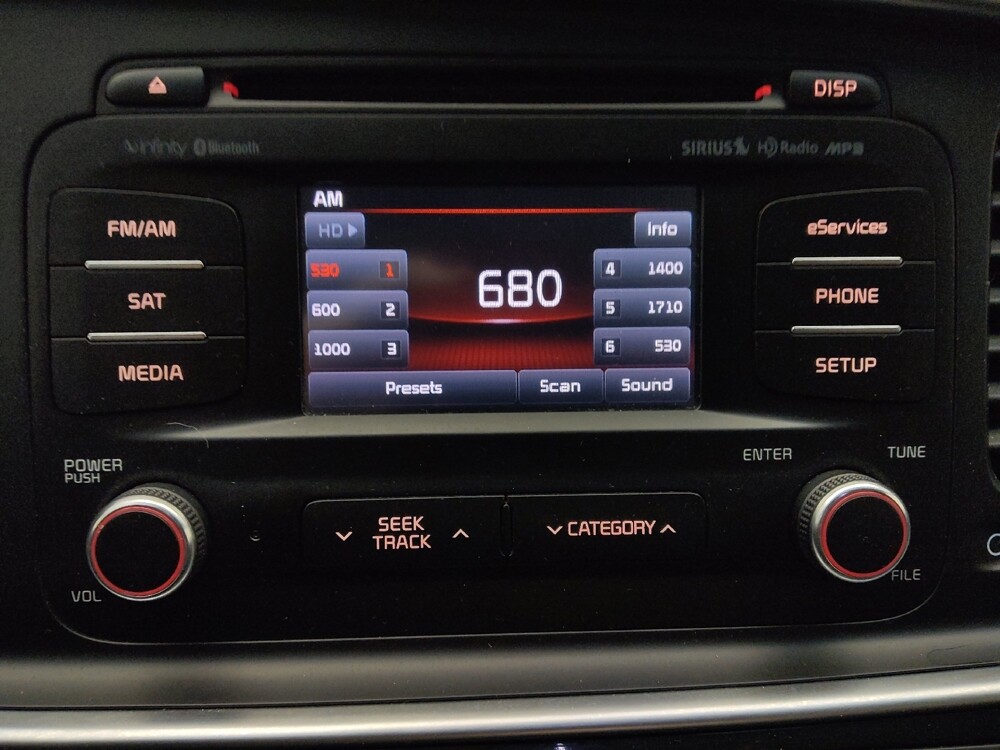 DISP
infinity Bluetooth
SIRIUS HD Radio MP3
FM/AM
SAT
MEDIA
AM
HD
Info
530 1
600 2
1000 3
680
4 1400
5 1710
6 530
Presets
Scan
Sound
eServices
PHONE
SETUP
POWER
PUSH
VOL
SEEK
TRACK
CATEGORY
ENTER
TUNE
FILE